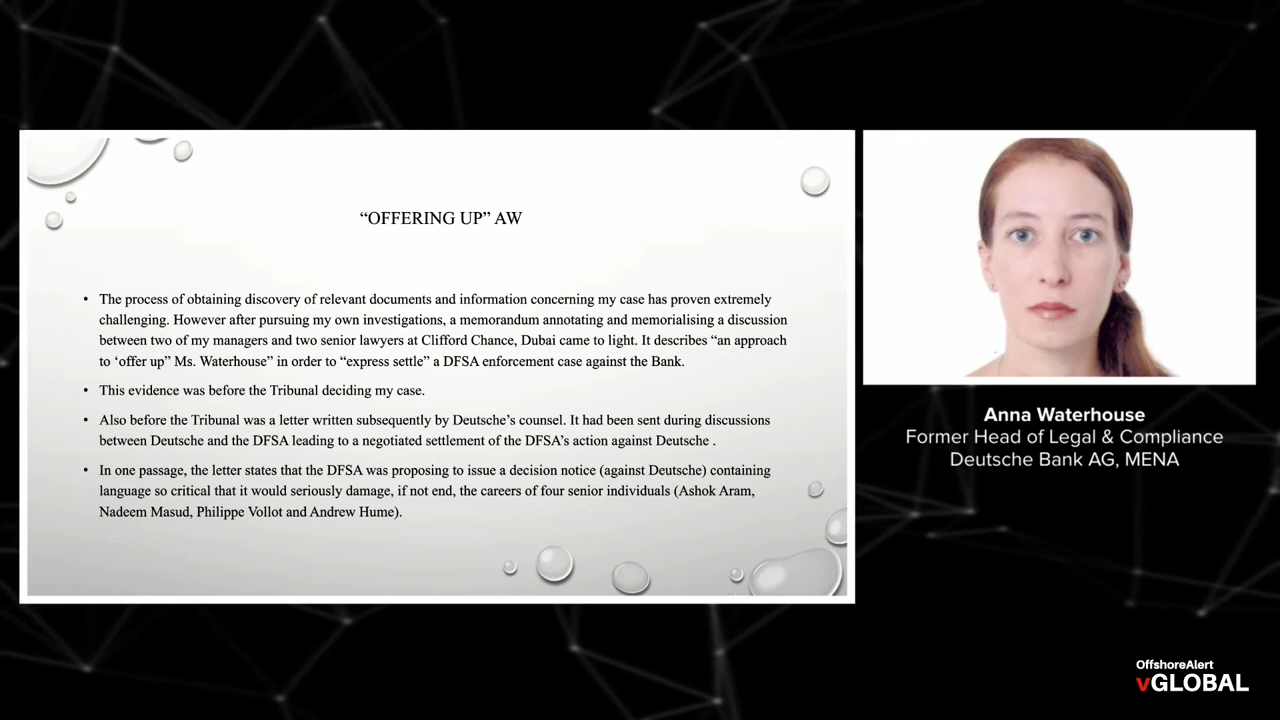 “OFFERING UP” AW
• The process of obtaining discovery of relevant documents and information concerning my case has proven extremely
challenging. However after pursuing my own investigations, a memorandum annotating and memorialising a discussion
between two of my managers and two senior lawyers at Clifford Chance, Dubai came to light. It describes “an approach
to ‘offer up” Ms. Waterhouse” in order to “express settle” a DFSA enforcement case against the Bank.
• This evidence was before the Tribunal deciding my case.
• Also before the Tribunal was a letter written subsequently by Deutsche’s counsel. It had been sent during discussions
between Deutsche and the DFSA leading to a negotiated settlement of the DFSA’s action against Deutsche .
• In one passage, the letter states that the DFSA was proposing to issue a decision notice (against Deutsche) containing
language so critical that it would seriously damage, if not end, the careers of four senior individuals (Ashok Aram,
Nadeem Masud, Philippe Vollot and Andrew Hume).
Anna Waterhouse
Former Head of Legal & Compliance
Deutsche Bank AG, MENA
OffshoreAlert
vGLOBAL